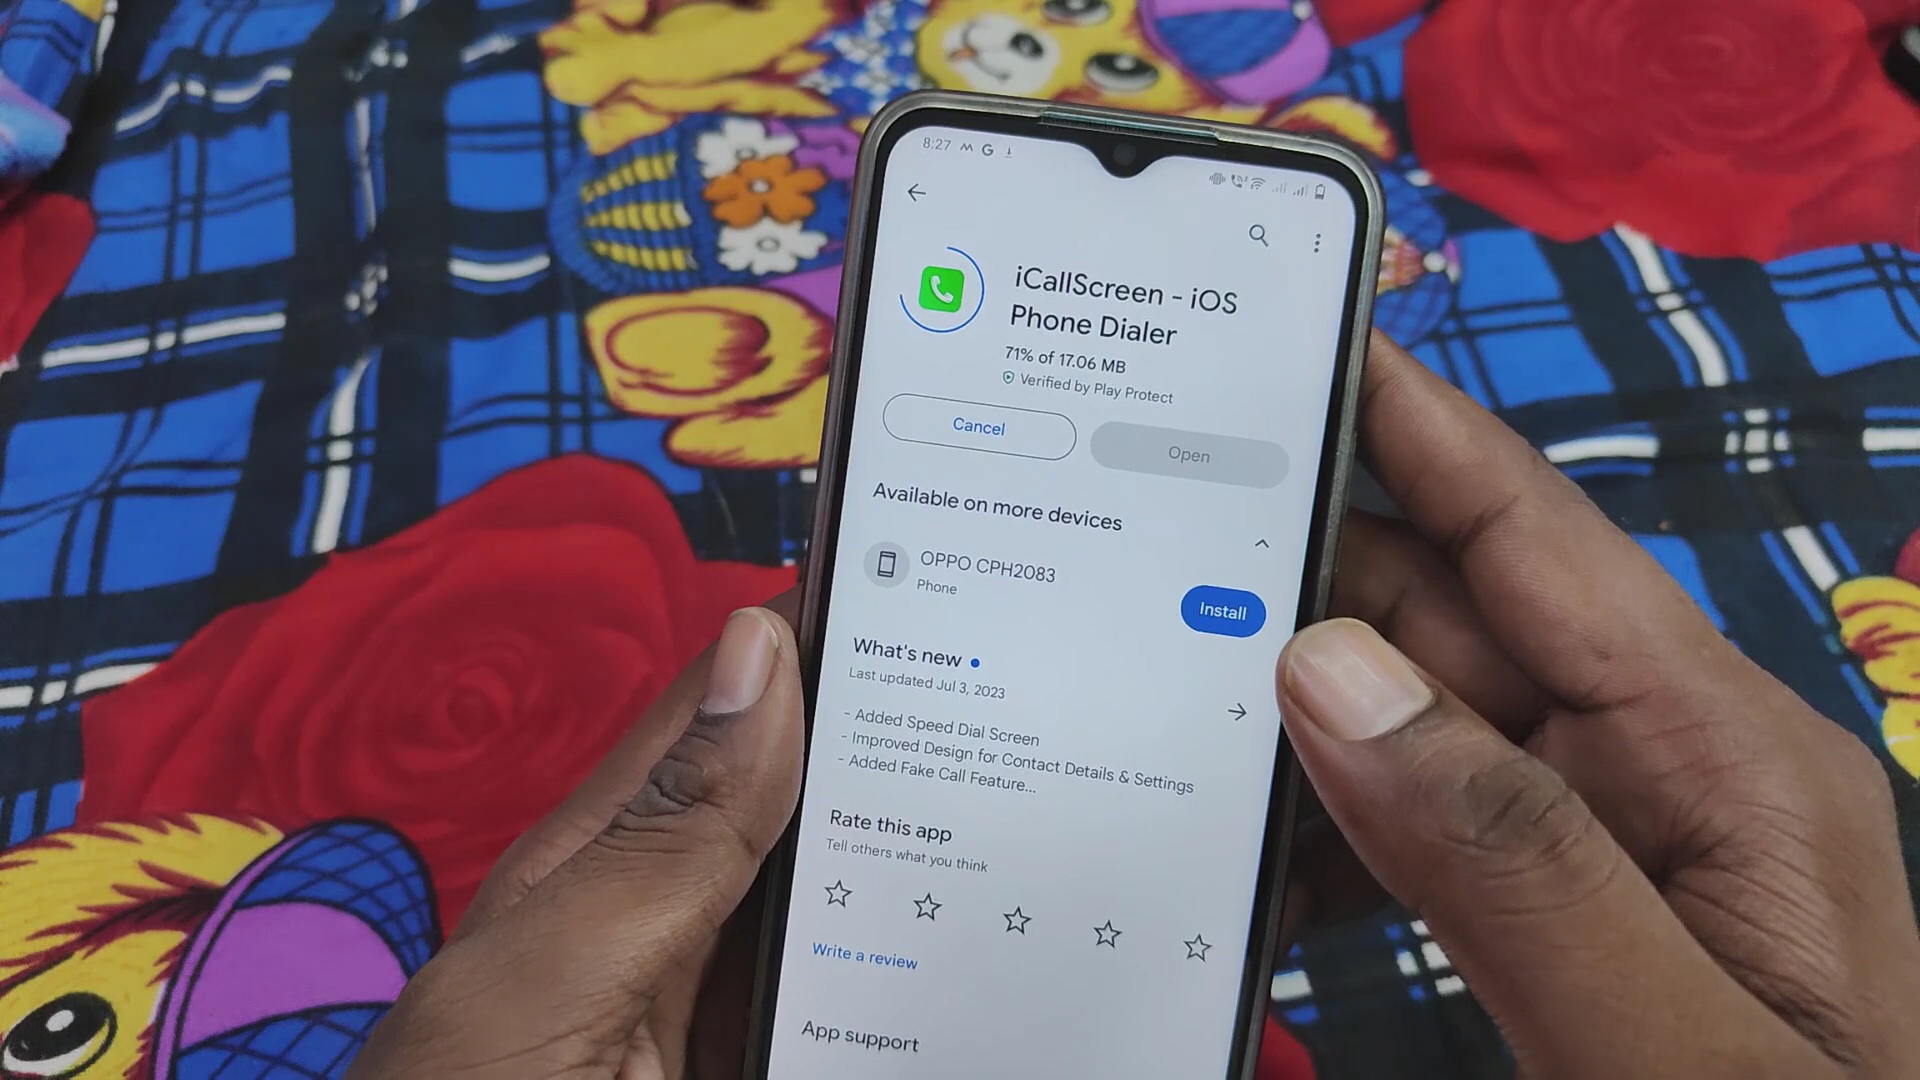 8:27
iCallScreen - iOS
Phone Dialer
71% of 17.06 MB
Verified by Play Protect
Cancel
Open
Available on more devices
OPPO CPH2083
Phone
Install
What's new
Last updated Jul 3, 2023
- Added Speed Dial Screen
- Improved Design for Contact Details & Settings
- Added Fake Call Feature...
Rate this app
Tell others what you think
Write a review
App support